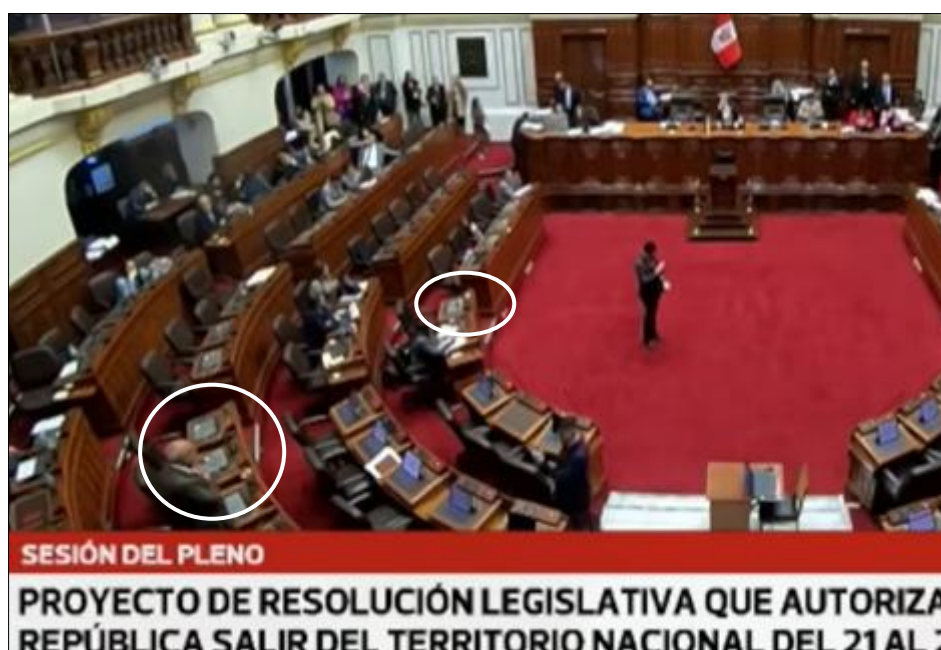 SESIÓN DEL PLENO
PROYECTO DE RESOLUCIÓN LEGISLATIVA QUE AUTORIZA
REPÚBLICA SALIR DEL TERRITORIO NACIONAL DEL 21 AL